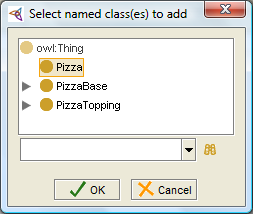 Select named class(es) to add
owl:Thing
Pizza
PizzaBase
PizzaTopping
OK
Cancel